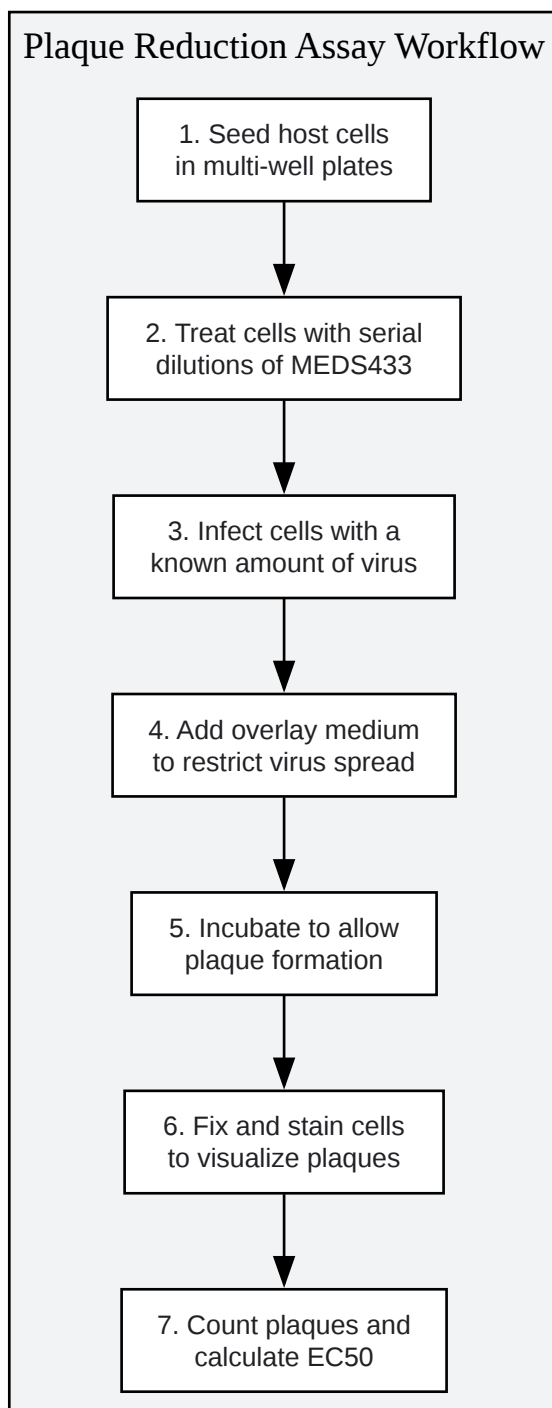 Plaque Reduction Assay Workflow
1. Seed host cells
in multi-well plates
2. Treat cells with serial
dilutions of MEDS433
3. Infect cells with a
known amount of virus
4. Add overlay medium
to restrict virus spread
5. Incubate to allow
plaque formation
6. Fix and stain cells
to visualize plaques
7. Count plaques and
calculate EC50